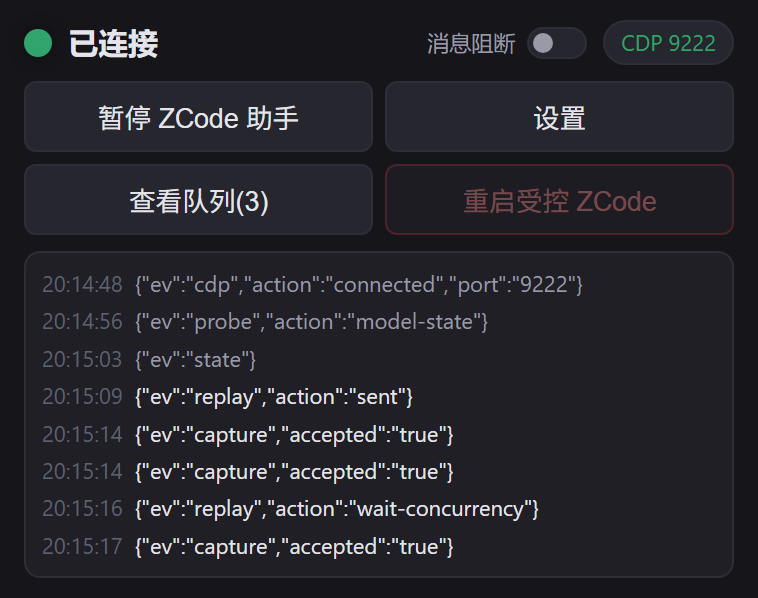 已连接 消息阻断 CDP 9222
暂停 ZCode 助手 设置
查看队列(3) 重启受控 ZCode
20:14:48 {"ev":"cdp","action":"connected","port":"9222"}
20:14:56 {"ev":"probe","action":"model-state"}
20:15:03 {"ev":"state"}
20:15:09 {"ev":"replay","action":"sent"}
20:15:14 {"ev":"capture","accepted":"true"}
20:15:14 {"ev":"capture","accepted":"true"}
20:15:16 {"ev":"replay","action":"wait-concurrency"}
20:15:17 {"ev":"capture","accepted":"true"}